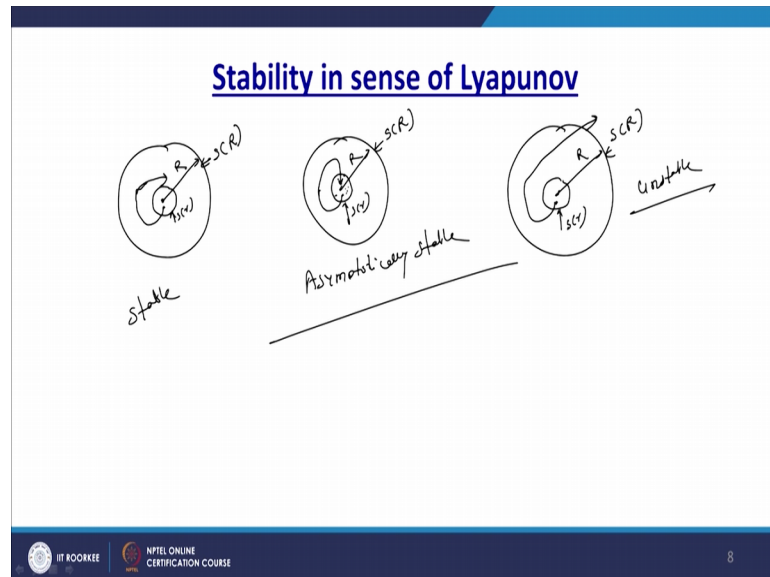 Stability in sense of Lyapunov
R
S(R)
S(r)
Stable
R
S(R)
S(r)
Asymptotically stable
R
S(R)
S(r)
Unstable
IIT ROORKEE
NPTEL ONLINE
CERTIFICATION COURSE
8